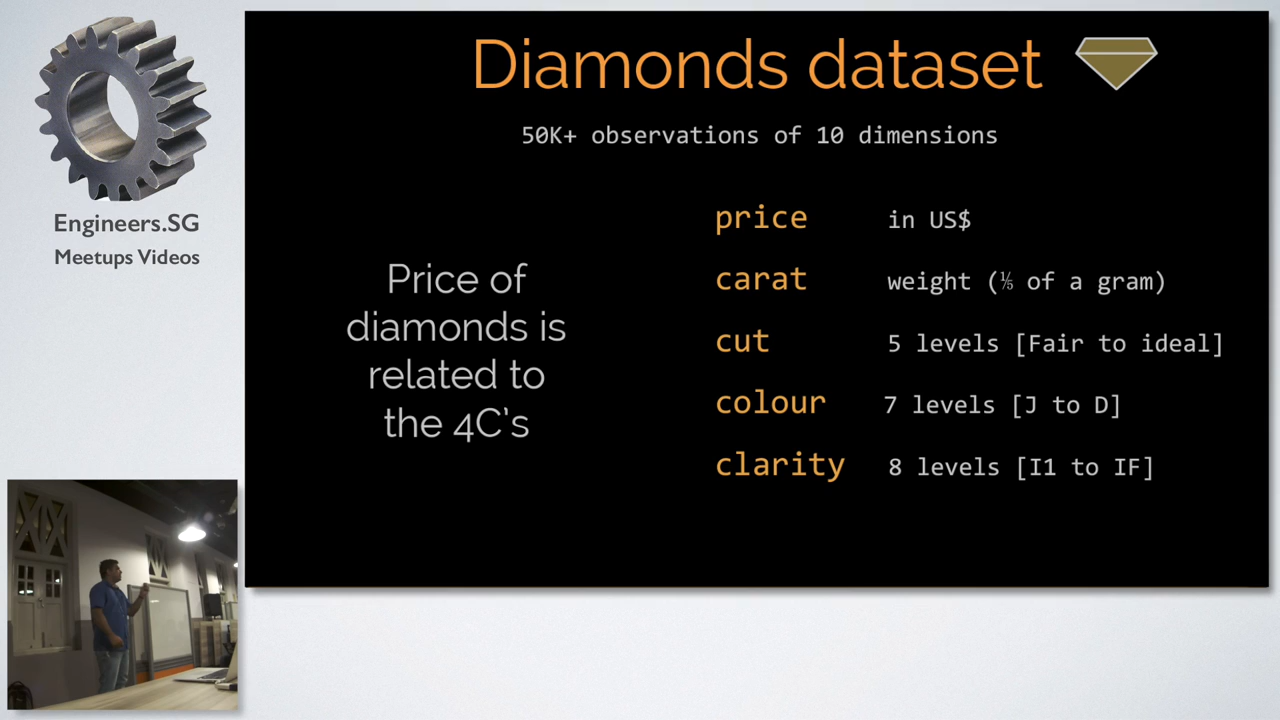 Engineers.SG
Meetups Videos
Diamonds dataset
50K+ observations of 10 dimensions
Price of
diamonds is
related to
the 4C's
price in US$
carat weight (⅕ of a gram)
cut 5 levels [Fair to ideal]
colour 7 levels [J to D]
clarity 8 levels [I1 to IF]